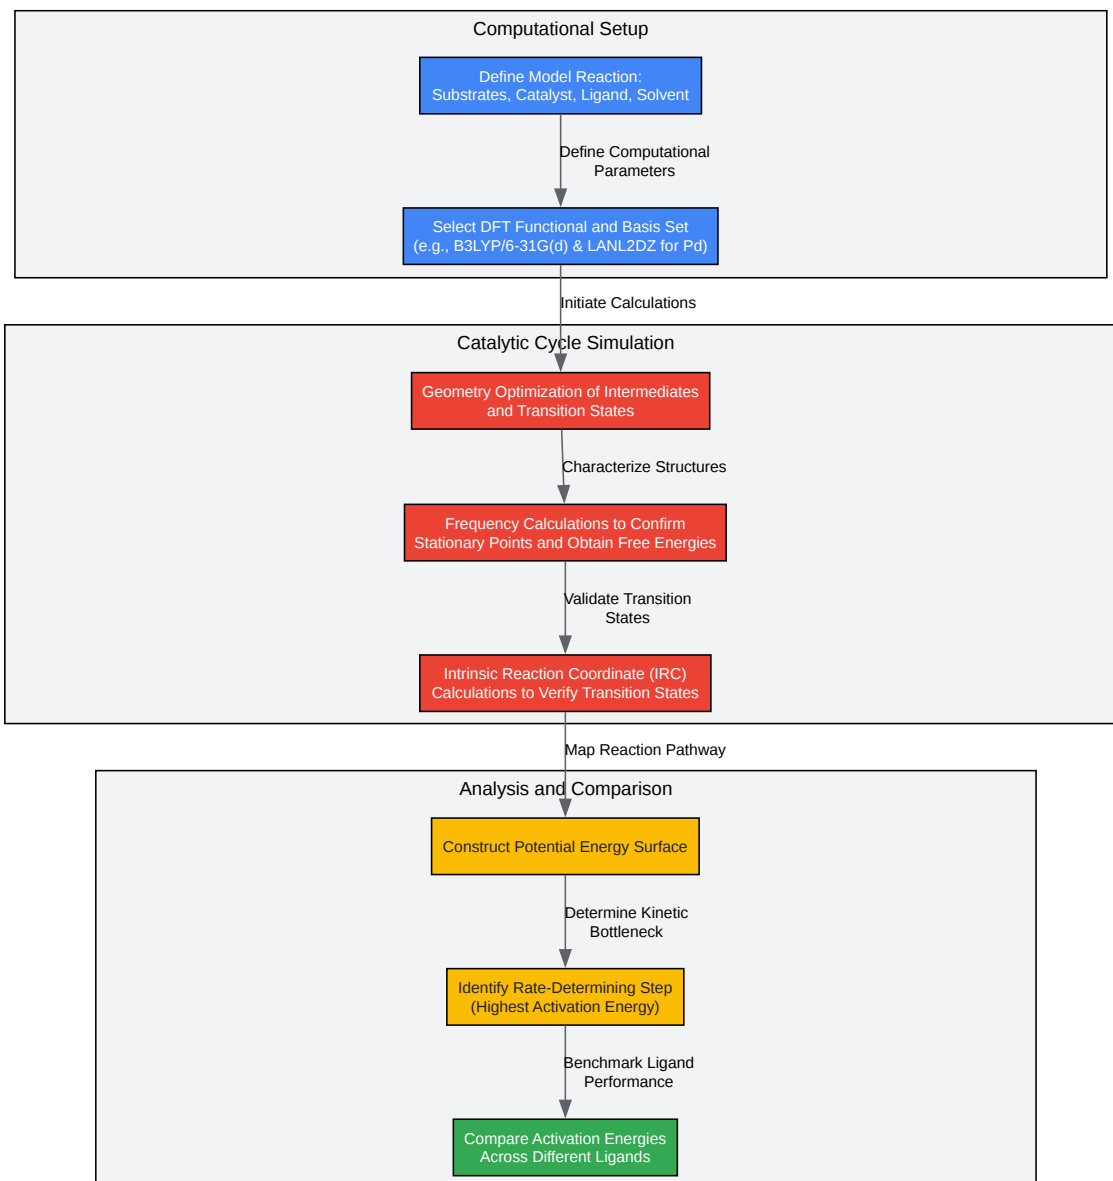 Computational Setup
Define Model Reaction:
Substrates, Catalyst, Ligand, Solvent
Define Computational
Parameters
Select DFT Functional and Basis Set
(e.g., B3LYP/6-31G(d) & LANL2DZ for Pd)
Initiate Calculations
Catalytic Cycle Simulation
Geometry Optimization of Intermediates
and Transition States
Characterize Structures
Frequency Calculations to Confirm
Stationary Points and Obtain Free Energies
Validate Transition
States
Intrinsic Reaction Coordinate (IRC)
Calculations to Verify Transition States
Map Reaction Pathway
Analysis and Comparison
Construct Potential Energy Surface
Determine Kinetic
Bottleneck
Identify Rate-Determining Step
(Highest Activation Energy)
Benchmark Ligand
Performance
Compare Activation Energies
Across Different Ligands